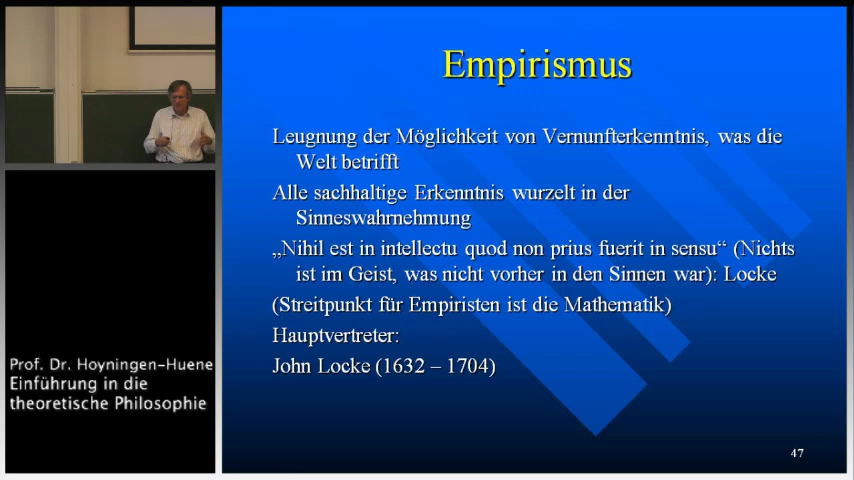 Empirismus
Leugnung der Möglichkeit von Vernunfterkenntnis, was die
Welt betrifft
Alle sachhaltige Erkenntnis wurzelt in der
Sinneswahrnehmung
„Nihil est in intellectu quod non prius fuerit in sensu“ (Nichts
ist im Geist, was nicht vorher in den Sinnen war): Locke
(Streitpunkt für Empiristen ist die Mathematik)
Hauptvertreter:
John Locke (1632 – 1704)
47
Prof. Dr. Hoyningen-Huene
Einführung in die
theoretische Philosophie